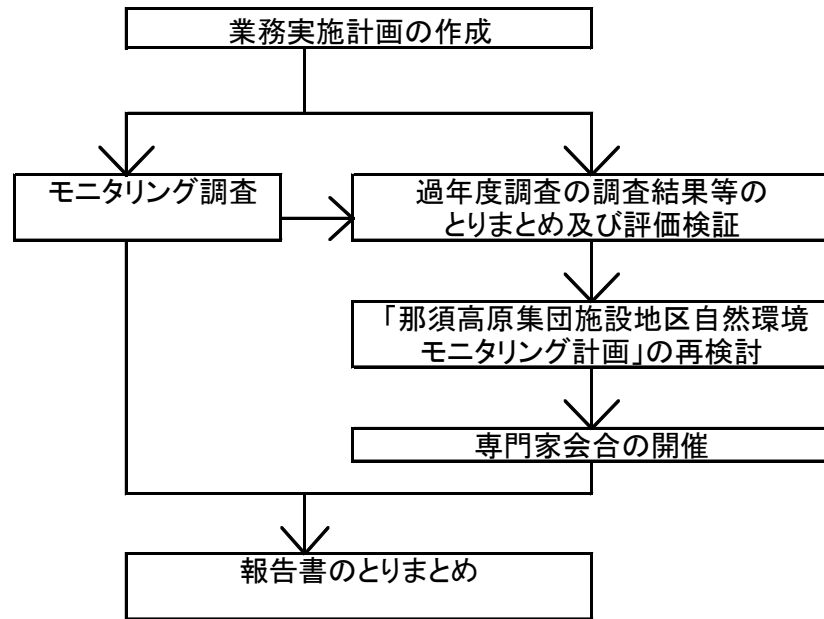 業務実施計画の作成
モニタリング調査
過年度調査の調査結果等の
とりまとめ及び評価検証
「那須高原集団施設地区自然環境
モニタリング計画」の再検討
専門家会合の開催
報告書のとりまとめ